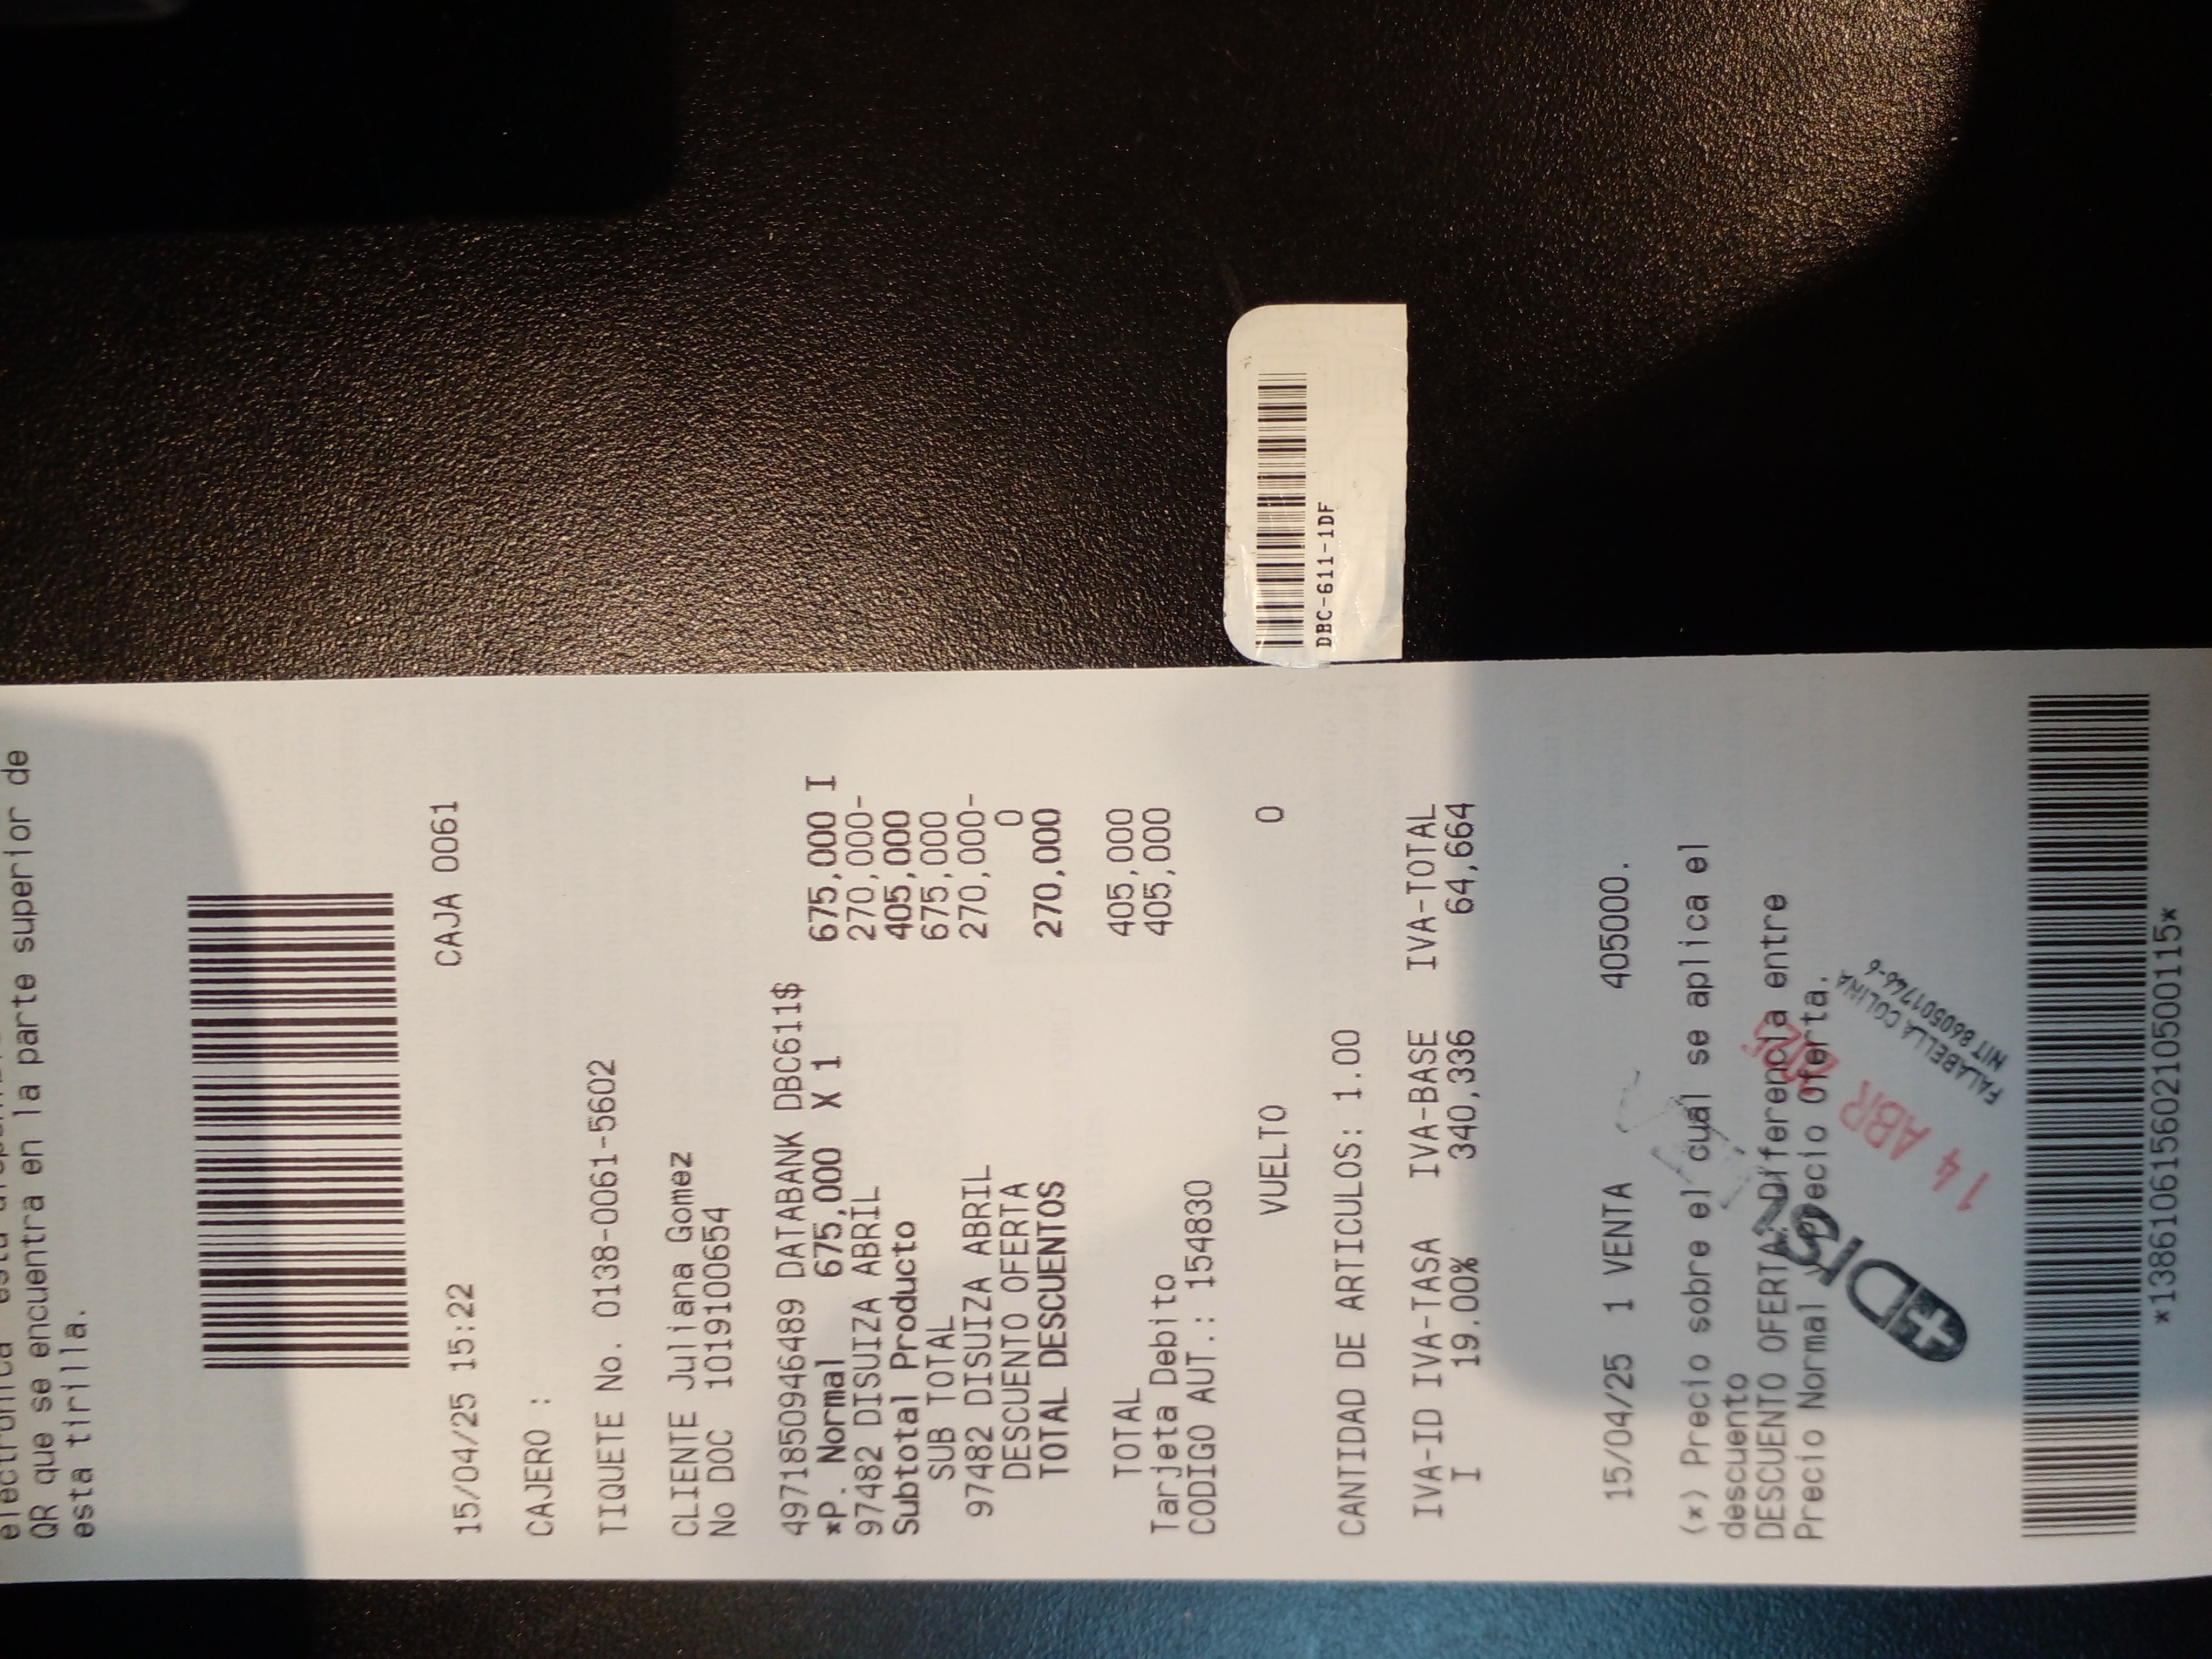 QR que se encuentra en la parte superior de
esta tirilla.
15/04/25 15:22 CAJA 0061
CAJERO :
TIQUETE No. 0138-0061-5602
CLIENTE Juliana Gomez
No DOC 1019100654
4971850946489 DATABANK DBC611$
*P. Normal 675,000 X 1 675,000 I
97482 DISUIZA ABRIL 270,000-
Subtotal Producto 405,000
SUB TOTAL 675,000
97482 DISUIZA ABRIL 270,000-
DESCUENTO OFERTA 0
TOTAL DESCUENTOS 270,000
TOTAL 405,000
Tarjeta Debito 405,000
CODIGO AUT.: 154830
VUELTO 0
CANTIDAD DE ARTICULOS: 1.00
IVA-ID IVA-TASA IVA-BASE IVA-TOTAL
I 19.00% 340,336 64,664
15/04/25 1 VENTA 405000.
(*) Precio sobre el cual se aplica el
descuento
DESCUENTO OFERTA: Diferencia entre
Precio Normal y Precio Oferta.
14 ABR 2025
FALABELLA COLINA
NIT 8605017
*138610615602105001​15*
DBC-611-1DF